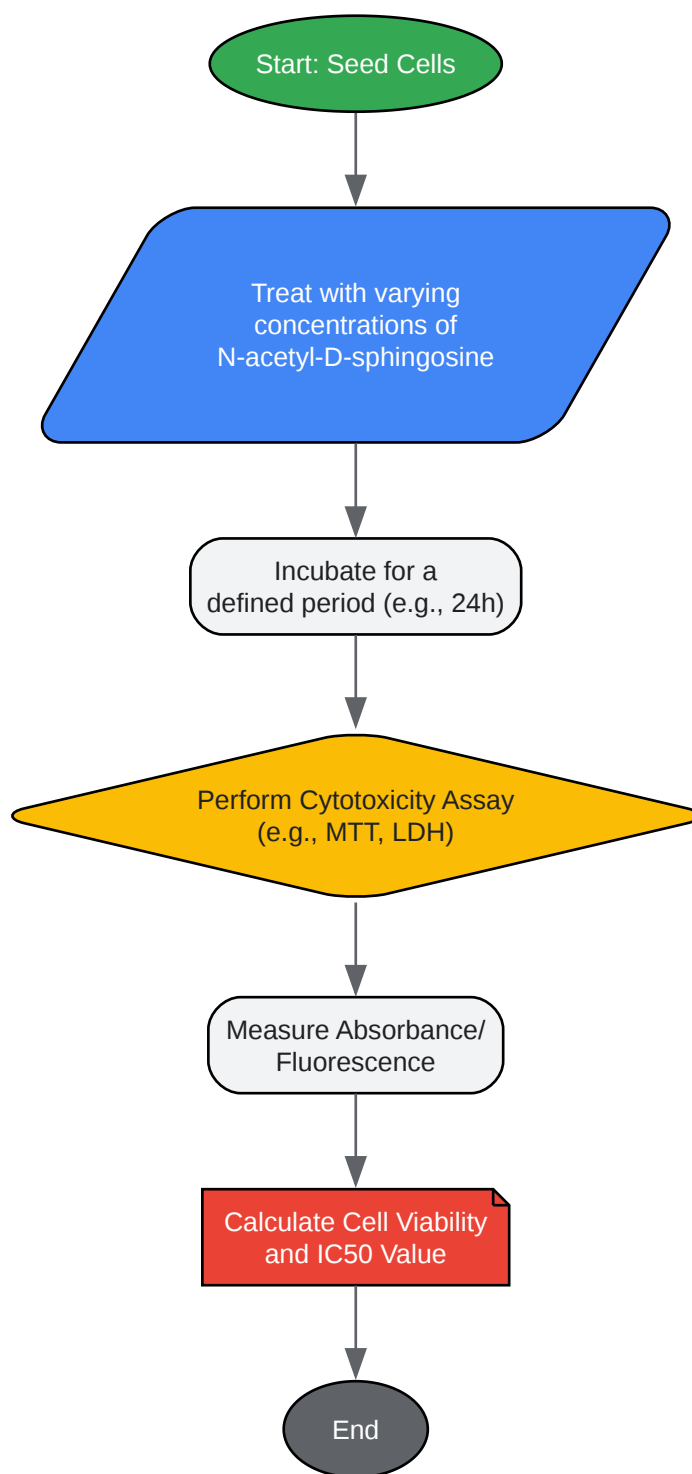 Start: Seed Cells
Treat with varying
concentrations of
N-acetyl-D-sphingosine
Incubate for a
defined period (e.g., 24h)
Perform Cytotoxicity Assay
(e.g., MTT, LDH)
Measure Absorbance/
Fluorescence
Calculate Cell Viability
and IC50 Value
End